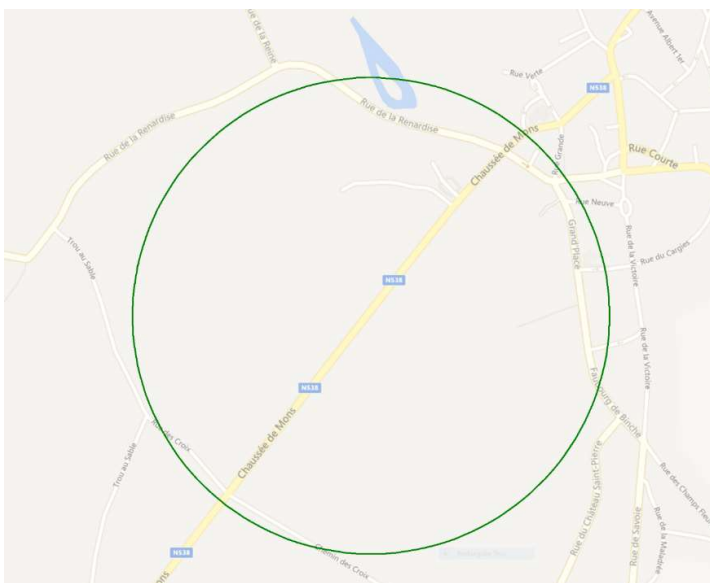 Rue de la Reine
Avenue Albert 1er
Rue Verte
N538
Rue de la Renardise
Rue de la Renardise
Chaussée de Mons
Rue Grande
Rue Courte
Rue Neuve
Grand Place
Rue de la Victoire
Rue du Cargies
Trou au Sable
N538
Rue de la Victoire
N538
Faubourg de Binche
Chaussée de Mons
Rue des Croix
Trou au Sable
Rue du Château Saint-Pierre
Rue des Champs Fleu
Rue de Savoie
Rue de la Maladrée
N538
Chemin des Croix